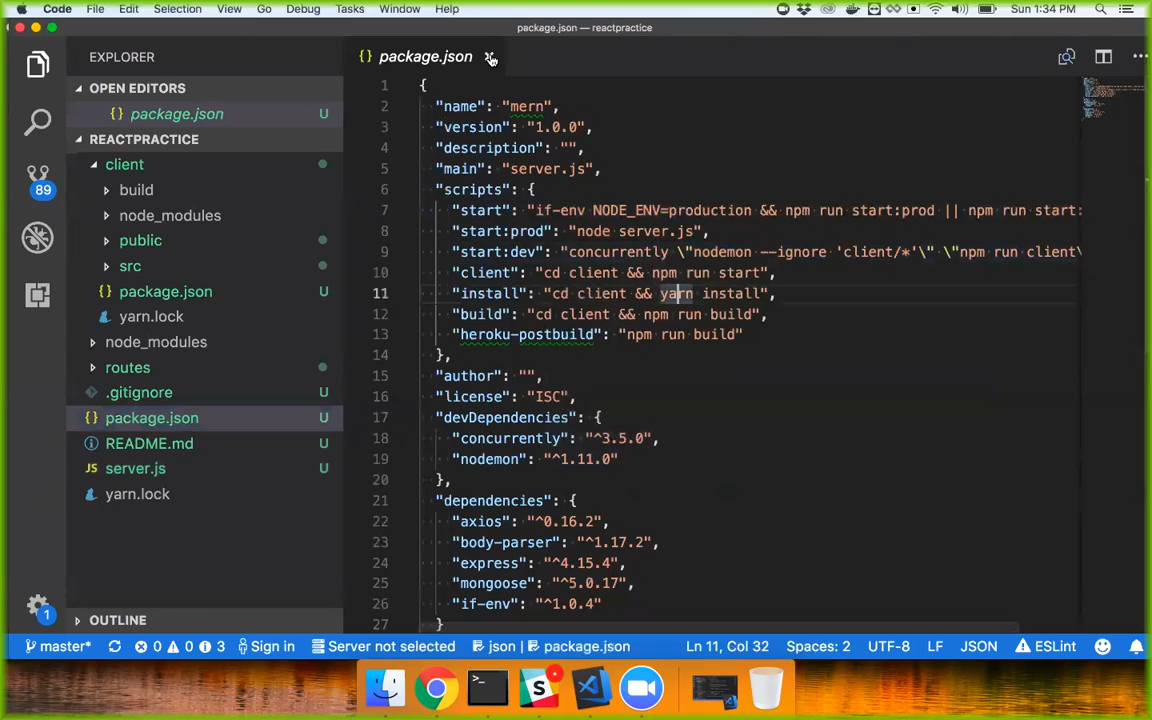 Code File Edit Selection View Go Debug Tasks Window Help Sun 1:34 PM
package.json — reactpractice
EXPLORER
{} package.json
OPEN EDITORS
{} package.json U
REACTPRACTICE
client
build
89
node_modules
public
src
{} package.json U
yarn.lock
node_modules
routes
.gitignore U
{} package.json U
README.md U
JS server.js U
yarn.lock
1
OUTLINE
1 {
2 "name": "mern",
3 "version": "1.0.0",
4 "description": "",
5 "main": "server.js",
6 "scripts": {
7 "start": "if-env NODE_ENV=production && npm run start:prod || npm run start:
8 "start:prod": "node server.js",
9 "start:dev": "concurrently \"nodemon --ignore 'client/*'\" \"npm run client\
10 "client": "cd client && npm run start",
11 "install": "cd client && yarn install",
12 "build": "cd client && npm run build",
13 "heroku-postbuild": "npm run build"
14 },
15 "author": "",
16 "license": "ISC",
17 "devDependencies": {
18 "concurrently": "^3.5.0",
19 "nodemon": "^1.11.0"
20 },
21 "dependencies": {
22 "axios": "^0.16.2",
23 "body-parser": "^1.17.2",
24 "express": "^4.15.4",
25 "mongoose": "^5.0.17",
26 "if-env": "^1.0.4"
27 }
master* 0 0 3 Sign in Server not selected json | package.json Ln 11, Col 32 Spaces: 2 UTF-8 LF JSON ESLint